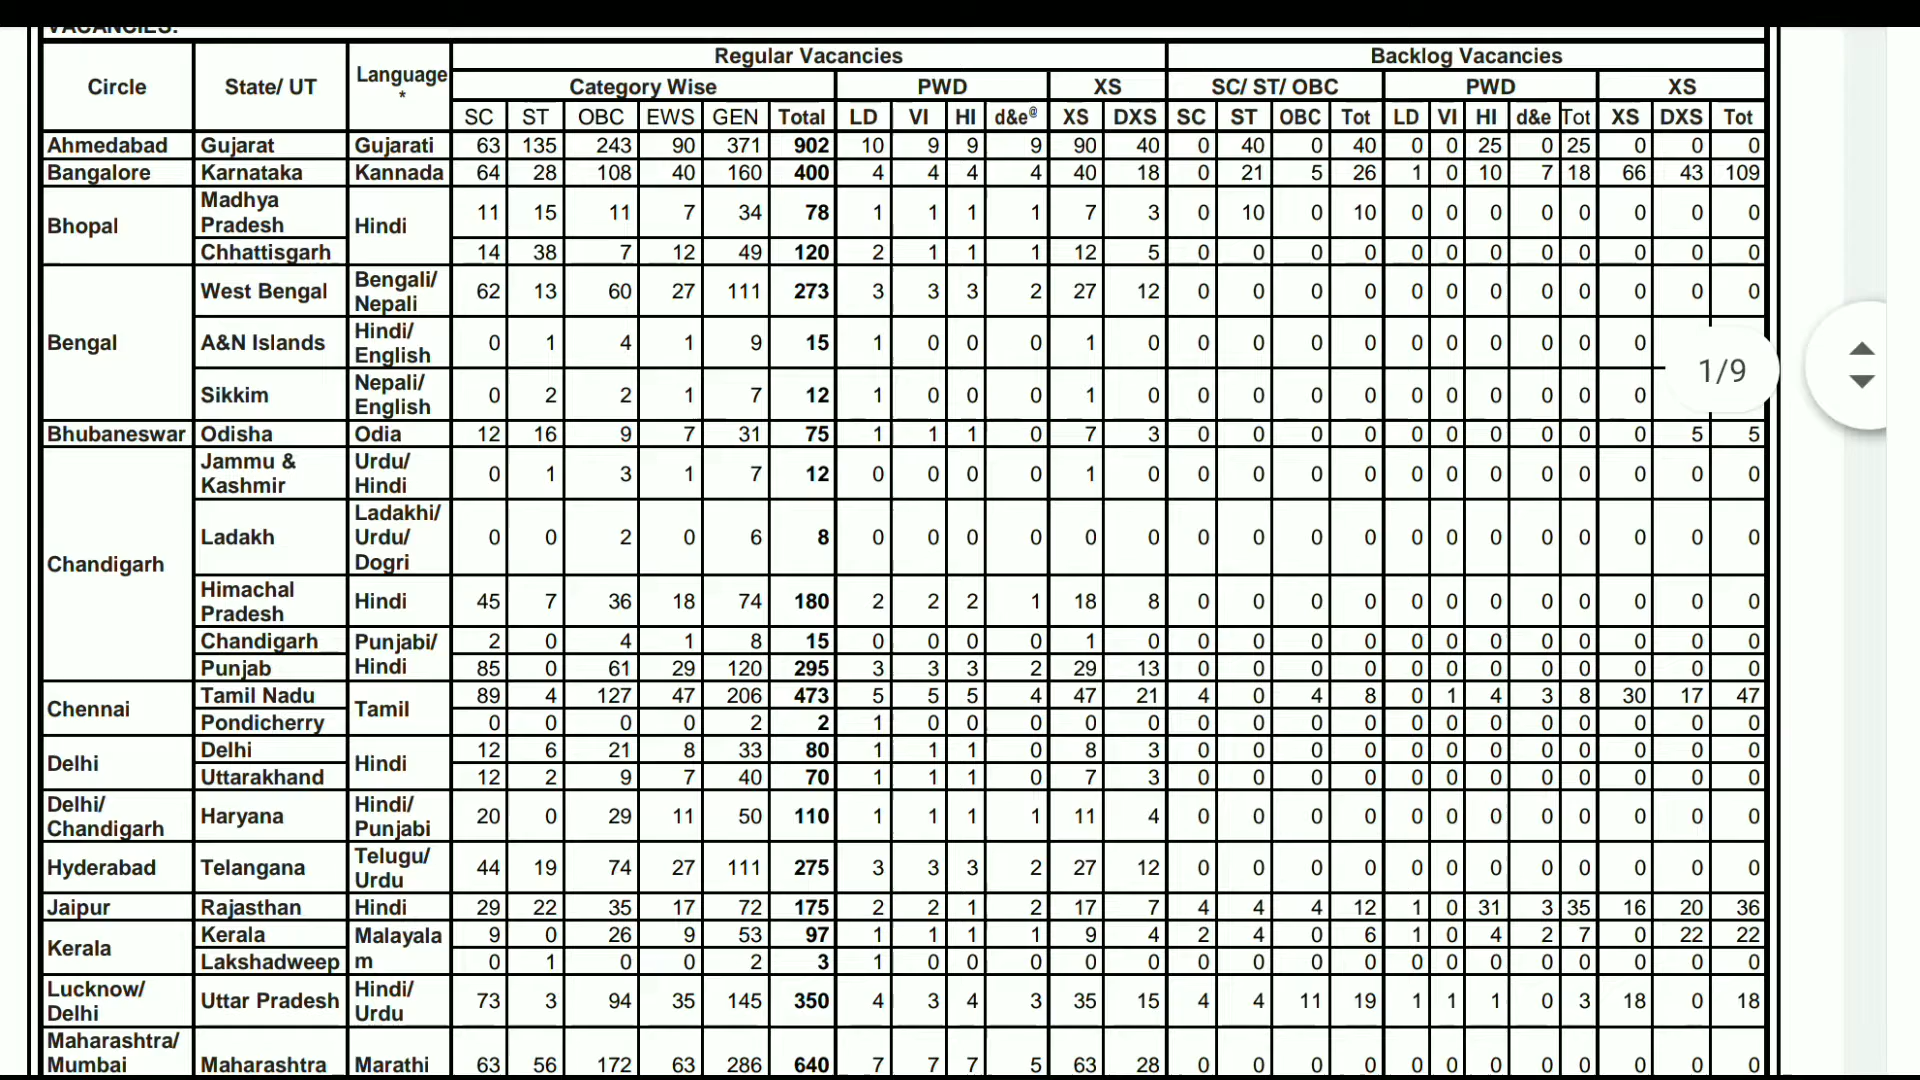 VACANCIES:
Circle State/ UT Language * Regular Vacancies Backlog Vacancies
Category Wise PWD XS SC/ ST/ OBC PWD XS
SC ST OBC EWS GEN Total LD VI HI d&e@ XS DXS SC ST OBC Tot LD VI HI d&e Tot XS DXS Tot
Ahmedabad Gujarat Gujarati 63 135 243 90 371 902 10 9 9 9 90 40 0 40 0 40 0 0 25 0 25 0 0 0
Bangalore Karnataka Kannada 64 28 108 40 160 400 4 4 4 4 40 18 0 21 5 26 1 0 10 7 18 66 43 109
Bhopal Madhya Pradesh Hindi 11 15 11 7 34 78 1 1 1 1 7 3 0 10 0 10 0 0 0 0 0 0 0 0
Chhattisgarh 14 38 7 12 49 120 2 1 1 1 12 5 0 0 0 0 0 0 0 0 0 0 0 0
Bengal West Bengal Bengali/ Nepali 62 13 60 27 111 273 3 3 3 2 27 12 0 0 0 0 0 0 0 0 0 0 0 0
A&N Islands Hindi/ English 0 1 4 1 9 15 1 0 0 0 1 0 0 0 0 0 0 0 0 0 0 0
1/9
Sikkim Nepali/ English 0 2 2 1 7 12 1 0 0 0 1 0 0 0 0 0 0 0 0 0 0 0
Bhubaneswar Odisha Odia 12 16 9 7 31 75 1 1 1 0 7 3 0 0 0 0 0 0 0 0 0 0 5 5
Chandigarh Jammu & Kashmir Urdu/ Hindi 0 1 3 1 7 12 0 0 0 0 1 0 0 0 0 0 0 0 0 0 0 0 0 0
Ladakh Ladakhi/ Urdu/ Dogri 0 0 2 0 6 8 0 0 0 0 0 0 0 0 0 0 0 0 0 0 0 0 0 0
Himachal Pradesh Hindi 45 7 36 18 74 180 2 2 2 1 18 8 0 0 0 0 0 0 0 0 0 0 0 0
Chandigarh Punjabi/ Hindi 2 0 4 1 8 15 0 0 0 0 1 0 0 0 0 0 0 0 0 0 0 0 0 0
Punjab 85 0 61 29 120 295 3 3 3 2 29 13 0 0 0 0 0 0 0 0 0 0 0 0
Chennai Tamil Nadu Tamil 89 4 127 47 206 473 5 5 5 4 47 21 4 0 4 8 0 1 4 3 8 30 17 47
Pondicherry 0 0 0 0 2 2 1 0 0 0 0 0 0 0 0 0 0 0 0 0 0 0 0 0
Delhi Delhi Hindi 12 6 21 8 33 80 1 1 1 0 8 3 0 0 0 0 0 0 0 0 0 0 0 0
Uttarakhand 12 2 9 7 40 70 1 1 1 0 7 3 0 0 0 0 0 0 0 0 0 0 0 0
Delhi/ Chandigarh Haryana Hindi/ Punjabi 20 0 29 11 50 110 1 1 1 1 11 4 0 0 0 0 0 0 0 0 0 0 0 0
Hyderabad Telangana Telugu/ Urdu 44 19 74 27 111 275 3 3 3 2 27 12 0 0 0 0 0 0 0 0 0 0 0 0
Jaipur Rajasthan Hindi 29 22 35 17 72 175 2 2 1 2 17 7 4 4 4 12 1 0 31 3 35 16 20 36
Kerala Kerala Malayalam 9 0 26 9 53 97 1 1 1 1 9 4 2 4 0 6 1 0 4 2 7 0 22 22
Lakshadweep 0 1 0 0 2 3 1 0 0 0 0 0 0 0 0 0 0 0 0 0 0 0 0 0
Lucknow/ Delhi Uttar Pradesh Hindi/ Urdu 73 3 94 35 145 350 4 3 4 3 35 15 4 4 11 19 1 1 1 0 3 18 0 18
Maharashtra/ Mumbai Maharashtra Marathi 63 56 172 63 286 640 7 7 7 5 63 28 0 0 0 0 0 0 0 0 0 0 0 0